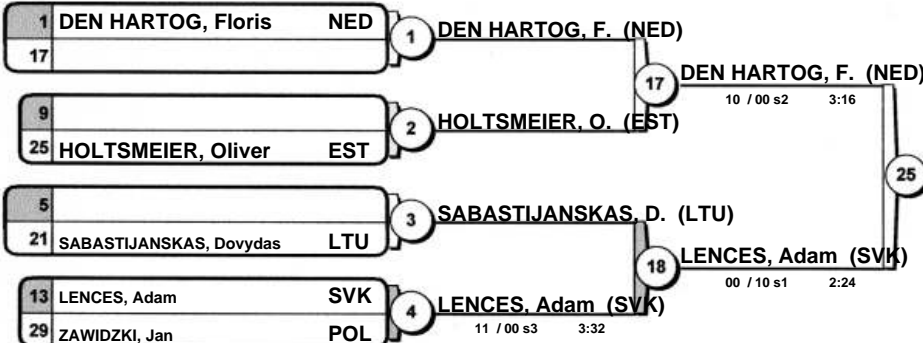 1 DEN HARTOG, Floris NED
17
1
DEN HARTOG, F. (NED)
9
25 HOLTSMEIER, Oliver EST
2
HOLTSMEIER, O. (EST)
17
DEN HARTOG, F. (NED)
10 / 00 s2 3:16
5
21 SABASTIJANSKAS, Dovydas LTU
3
SABASTIJANSKAS, D. (LTU)
13 LENCES, Adam SVK
29 ZAWIDZKI, Jan POL
4
LENCES, Adam (SVK)
11 / 00 s3 3:32
18
LENCES, Adam (SVK)
00 / 10 s1 2:24
25